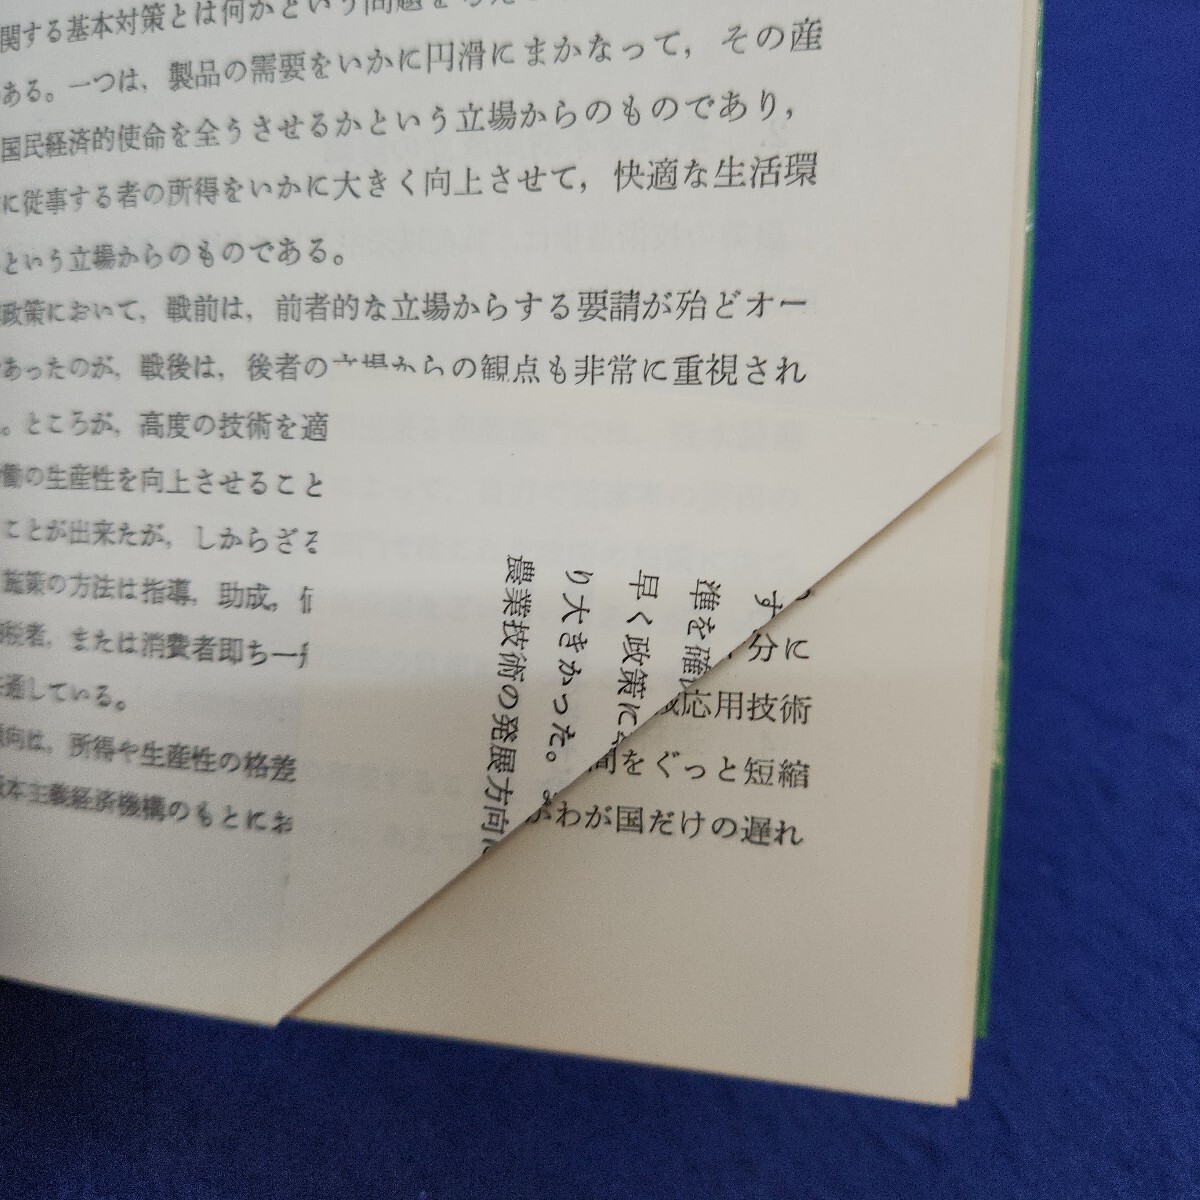 関する基本対策とは何かという問題を
ある。一つは，製品の需要をいかに円滑にまかなって，その産
国民経済的使命を全うさせるかという立場からのものであり，
に従事する者の所得をいかに大きく向上させて，快適な生活環
という立場からのものである。
政策において，戦前は，前者的な立場からする要請が殆どオー
あったのが，戦後は，後者の立場からの観点も非常に重視され
。ところが，高度の技術を適
働の生産性を向上させること
ことが出来たが，しからざる
施策の方法は指導，助成，
税者，または消費者即ち一
通している。
向は，所得や生産性の格差
本主義経済機構のもとにお
す
準を確
早く政策に
り大きかった。
農業技術の発展方向に
分に
応用技術
間をぐっと短縮
わが国だけの遅れ